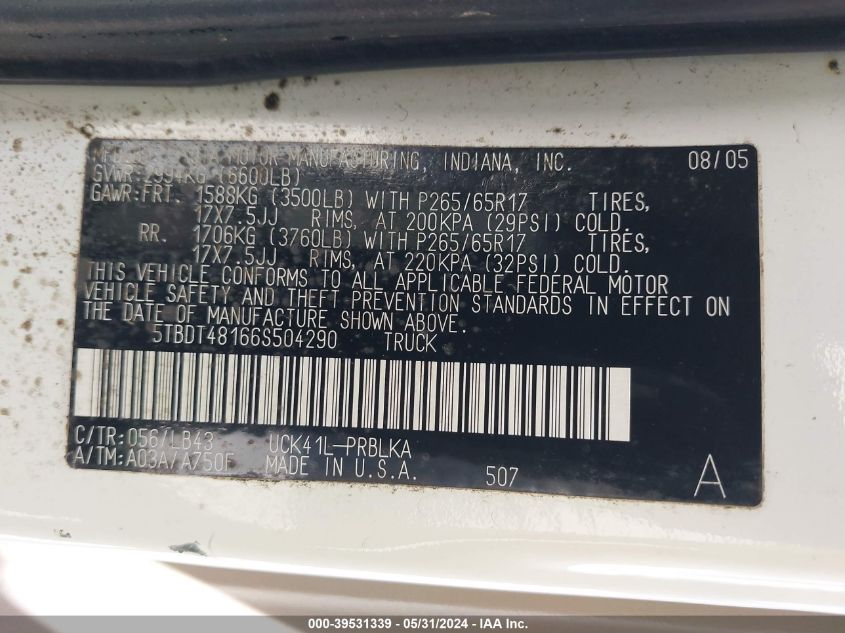 MFD. MOTOR MANUFACTURING, INDIANA, INC. 08/05
GVWR:2994KG (6600LB)
GAWR:FRT. 1588KG (3500LB) WITH P265/65R17 TIRES,
17X7.5JJ RIMS, AT 200KPA (29PSI) COLD.
RR. 1706KG (3760LB) WITH P265/65R17 TIRES,
17X7.5JJ RIMS, AT 220KPA (32PSI) COLD.
THIS VEHICLE CONFORMS TO ALL APPLICABLE FEDERAL MOTOR
VEHICLE SAFETY AND THEFT PREVENTION STANDARDS IN EFFECT ON
THE DATE OF MANUFACTURE SHOWN ABOVE.
5TBDT48166S504290 TRUCK
C/TR:056/LB43 UCK41L-PRBLKA
A/TM:A03A/A750F MADE IN U.S.A. 507 A
000-39531339 - 05/31/2024 - IAA Inc.